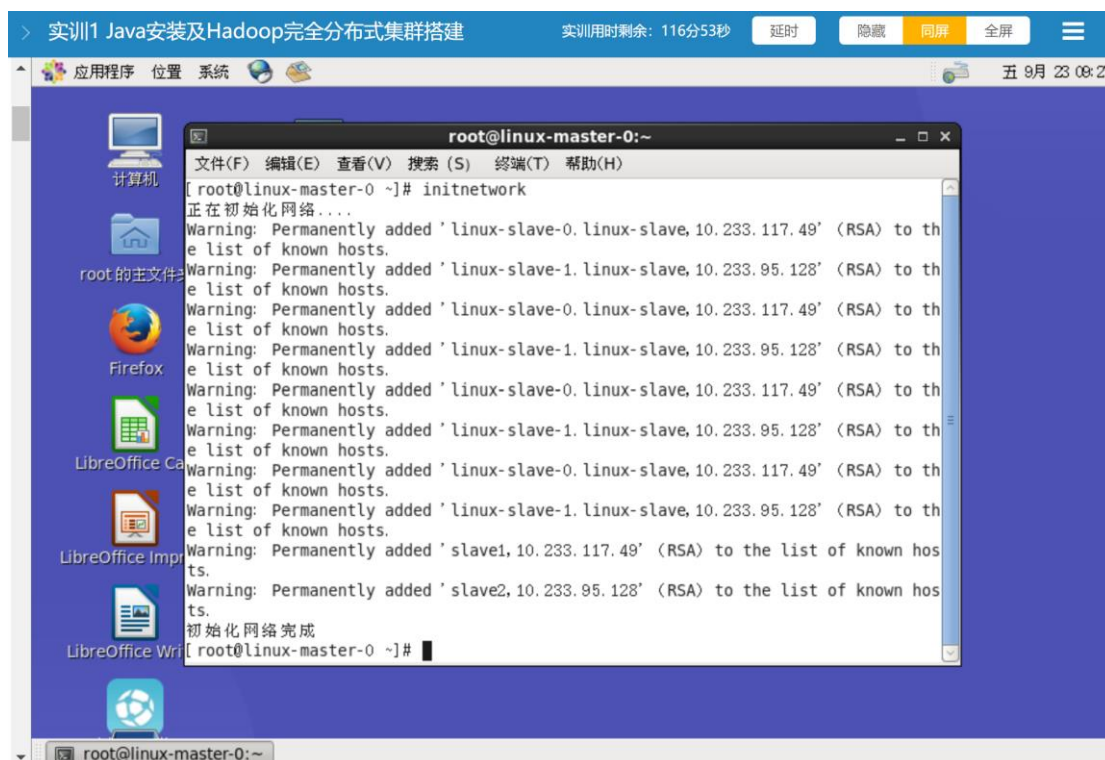 实训1 Java安装及Hadoop完全分布式集群搭建 实训用时剩余：116分53秒 延时 隐藏 同屏 全屏
应用程序 位置 系统 五 9月 23 09:2
root@linux-master-0:~
文件(F) 编辑(E) 查看(V) 搜索 (S) 终端(T) 帮助(H)
计算机
root 的主文件夹
Firefox
LibreOffice Ca
LibreOffice Impr
LibreOffice Wri
[root@linux-master-0 ~]# initnetwork
正在初始化网络....
Warning: Permanently added 'linux-slave-0.linux-slave,10.233.117.49' (RSA) to th
e list of known hosts.
Warning: Permanently added 'linux-slave-1.linux-slave,10.233.95.128' (RSA) to th
e list of known hosts.
Warning: Permanently added 'linux-slave-0.linux-slave,10.233.117.49' (RSA) to th
e list of known hosts.
Warning: Permanently added 'linux-slave-1.linux-slave,10.233.95.128' (RSA) to th
e list of known hosts.
Warning: Permanently added 'linux-slave-0.linux-slave,10.233.117.49' (RSA) to th
e list of known hosts.
Warning: Permanently added 'linux-slave-1.linux-slave,10.233.95.128' (RSA) to th
e list of known hosts.
Warning: Permanently added 'linux-slave-0.linux-slave,10.233.117.49' (RSA) to th
e list of known hosts.
Warning: Permanently added 'linux-slave-1.linux-slave,10.233.95.128' (RSA) to th
e list of known hosts.
Warning: Permanently added 'slave1,10.233.117.49' (RSA) to the list of known hos
ts.
Warning: Permanently added 'slave2,10.233.95.128' (RSA) to the list of known hos
ts.
初始化网络完成
[root@linux-master-0 ~]#
root@linux-master-0:~